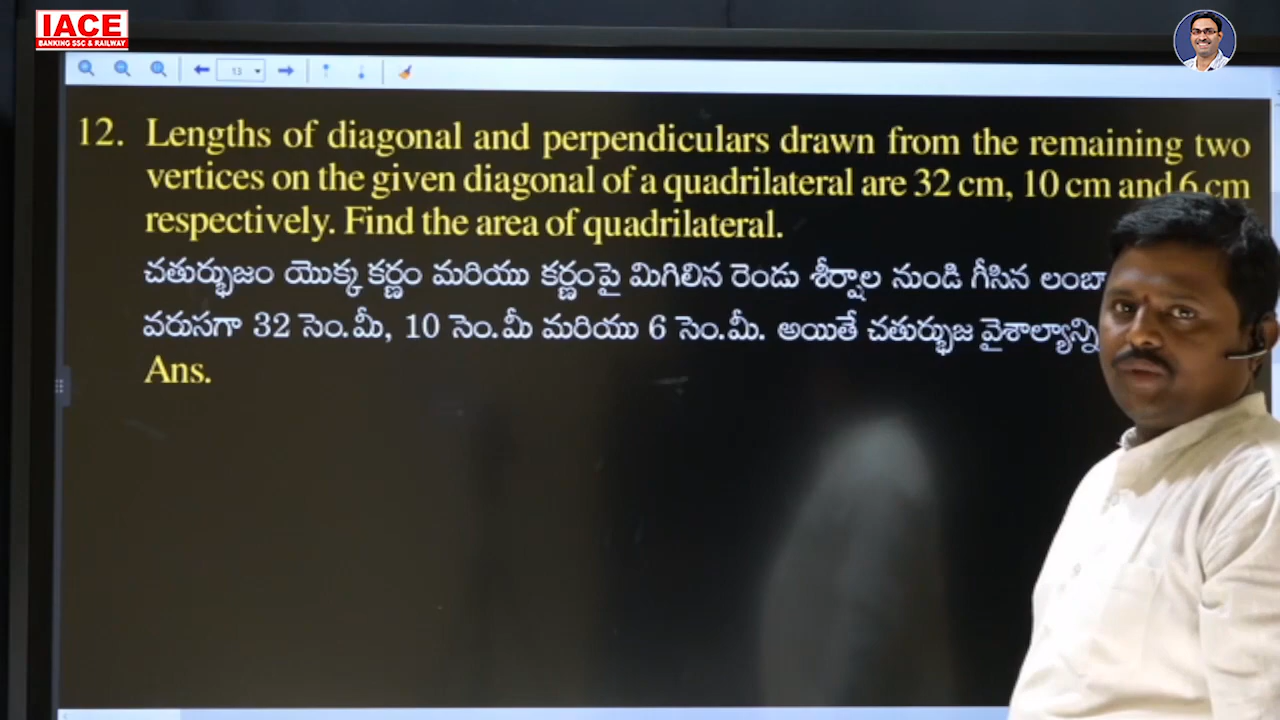 IACE
BANKING SSC & RAILWAY
13
12. Lengths of diagonal and perpendiculars drawn from the remaining two
vertices on the given diagonal of a quadrilateral are 32 cm, 10 cm and 6 cm
respectively. Find the area of quadrilateral.
చతుర్భుజం యొక్క కర్ణం మరియు కర్ణంపై మిగిలిన రెండు శీర్షాల నుండి గీసిన లంబా
వరుసగా 32 సెం.మీ, 10 సెం.మీ మరియు 6 సెం.మీ. అయితే చతుర్భుజ వైశాల్యాన్ని
Ans.